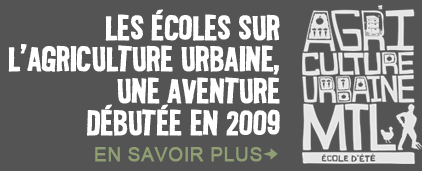 LES ÉCOLES SUR
L'AGRICULTURE URBAINE,
UNE AVENTURE
DÉBUTÉE EN 2009
EN SAVOIR PLUS
AGRI
CULTURE
URBAINE
MTL
ÉCOLE D'ÉTÉ